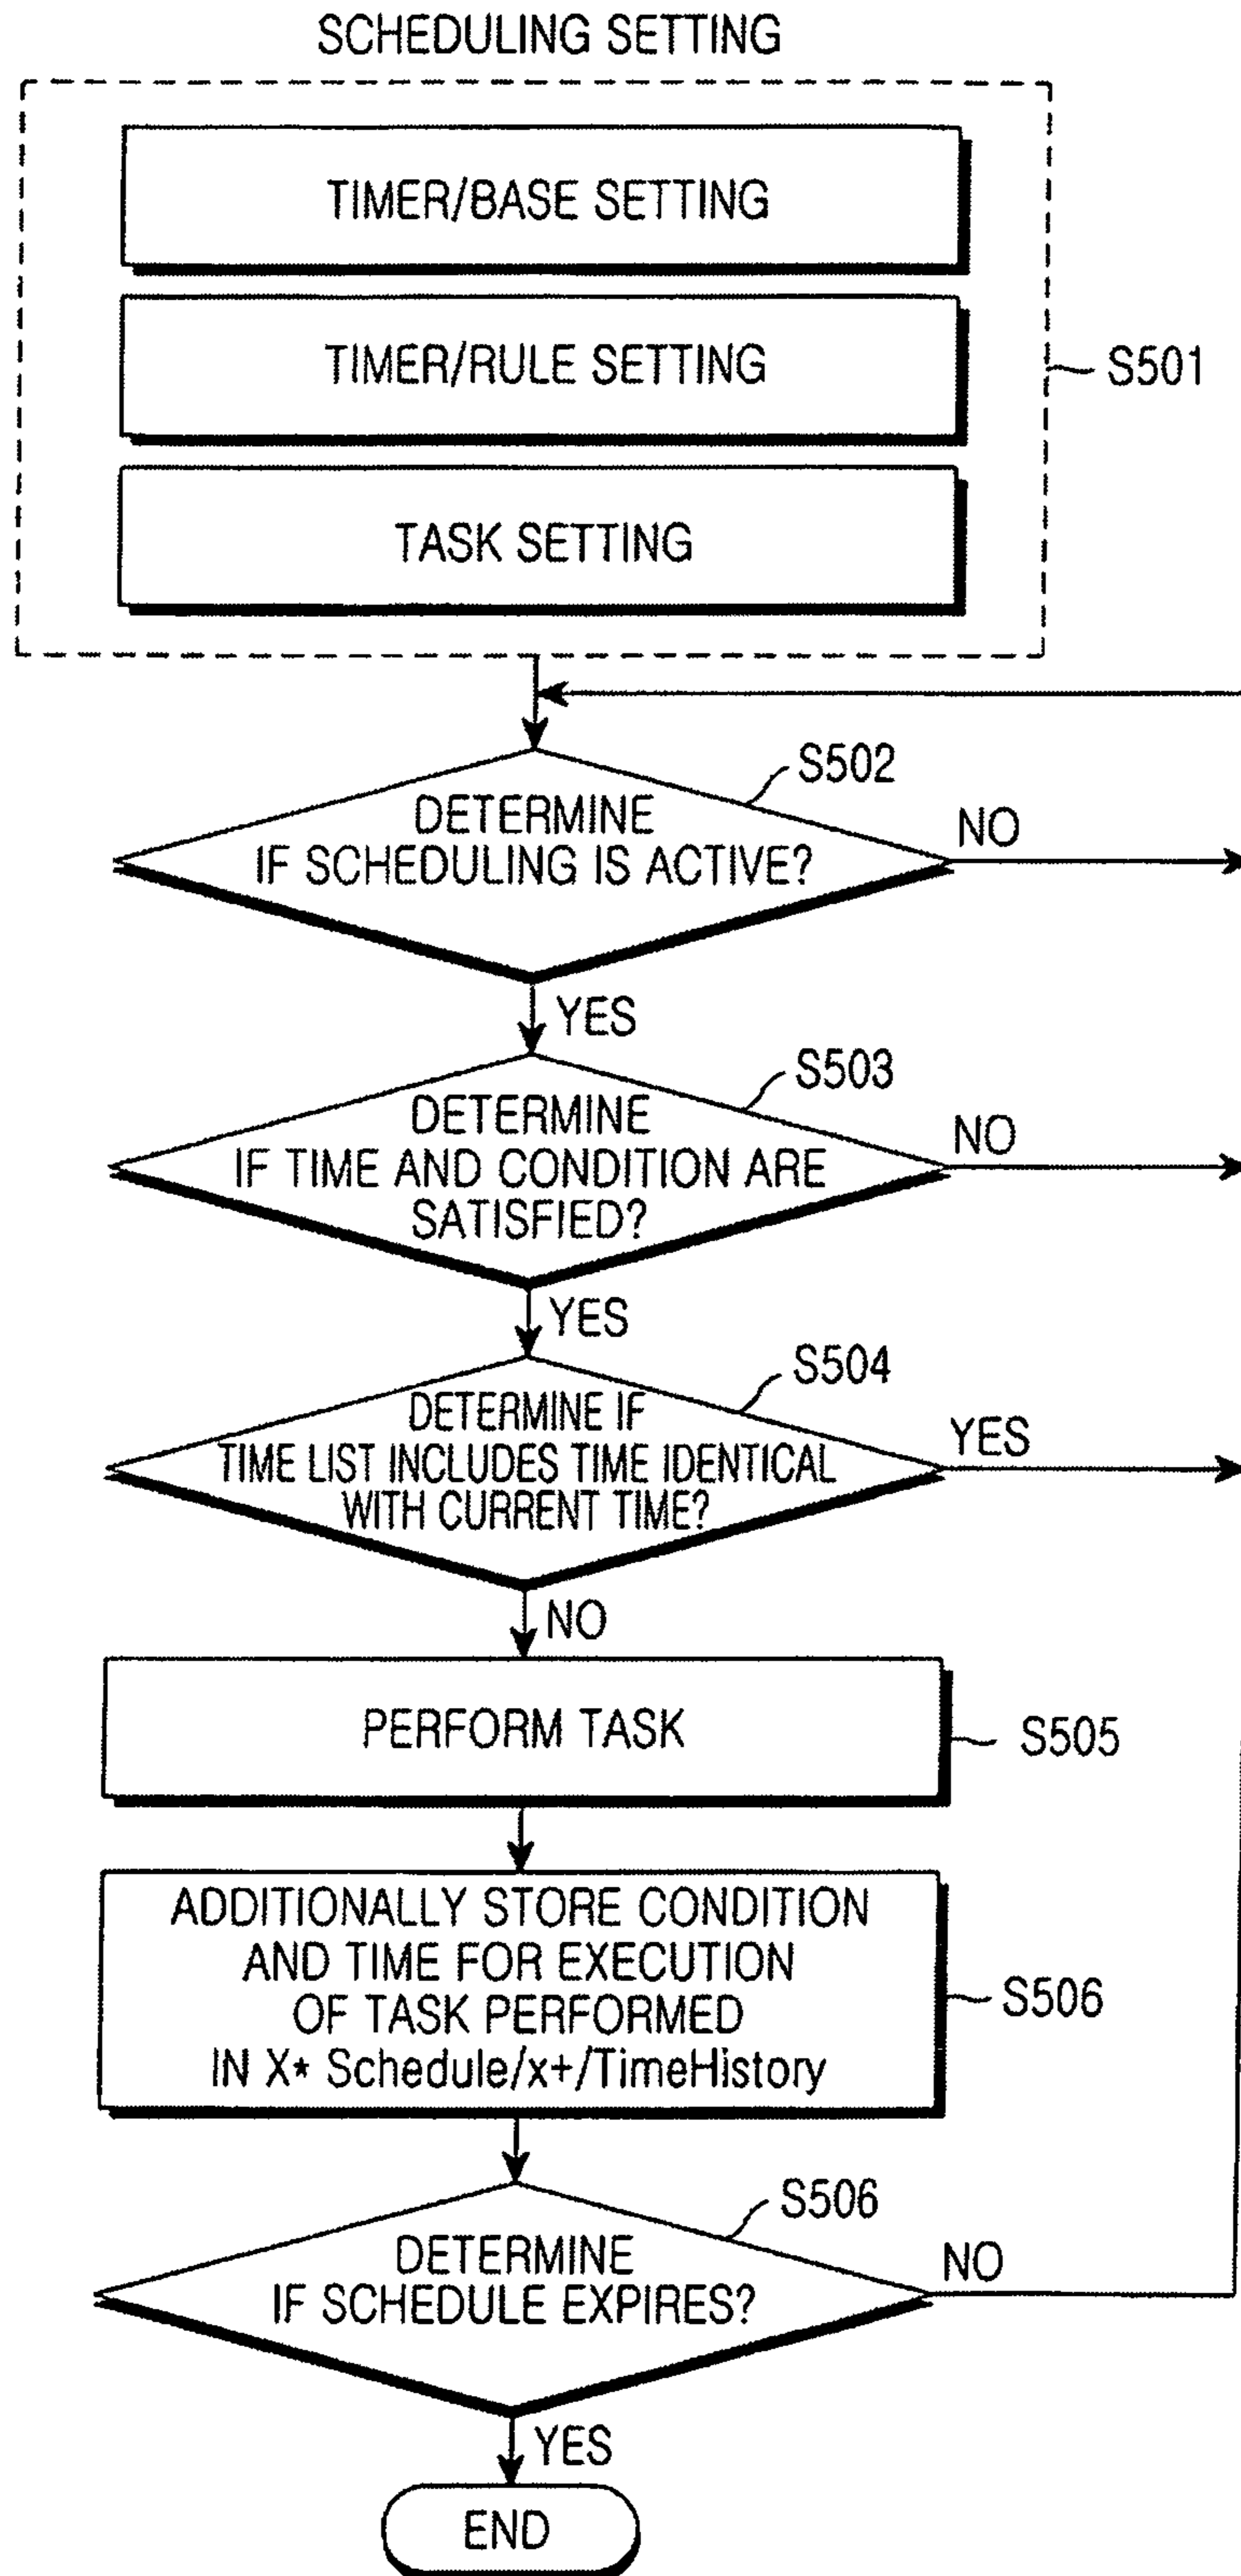 SCHEDULING SETTING
TIMER/BASE SETTING
TIMER/RULE SETTING
S501
TASK SETTING
S502
DETERMINE
IF SCHEDULING IS ACTIVE?
NO
YES
S503
DETERMINE
IF TIME AND CONDITION ARE
SATISFIED?
NO
YES
S504
DETERMINE IF
TIME LIST INCLUDES TIME IDENTICAL
WITH CURRENT TIME?
YES
NO
PERFORM TASK
S505
ADDITIONALLY STORE CONDITION
AND TIME FOR EXECUTION
OF TASK PERFORMED
IN X* Schedule/x+/TimeHistory
S506
S506
DETERMINE
IF SCHEDULE EXPIRES?
NO
YES
END